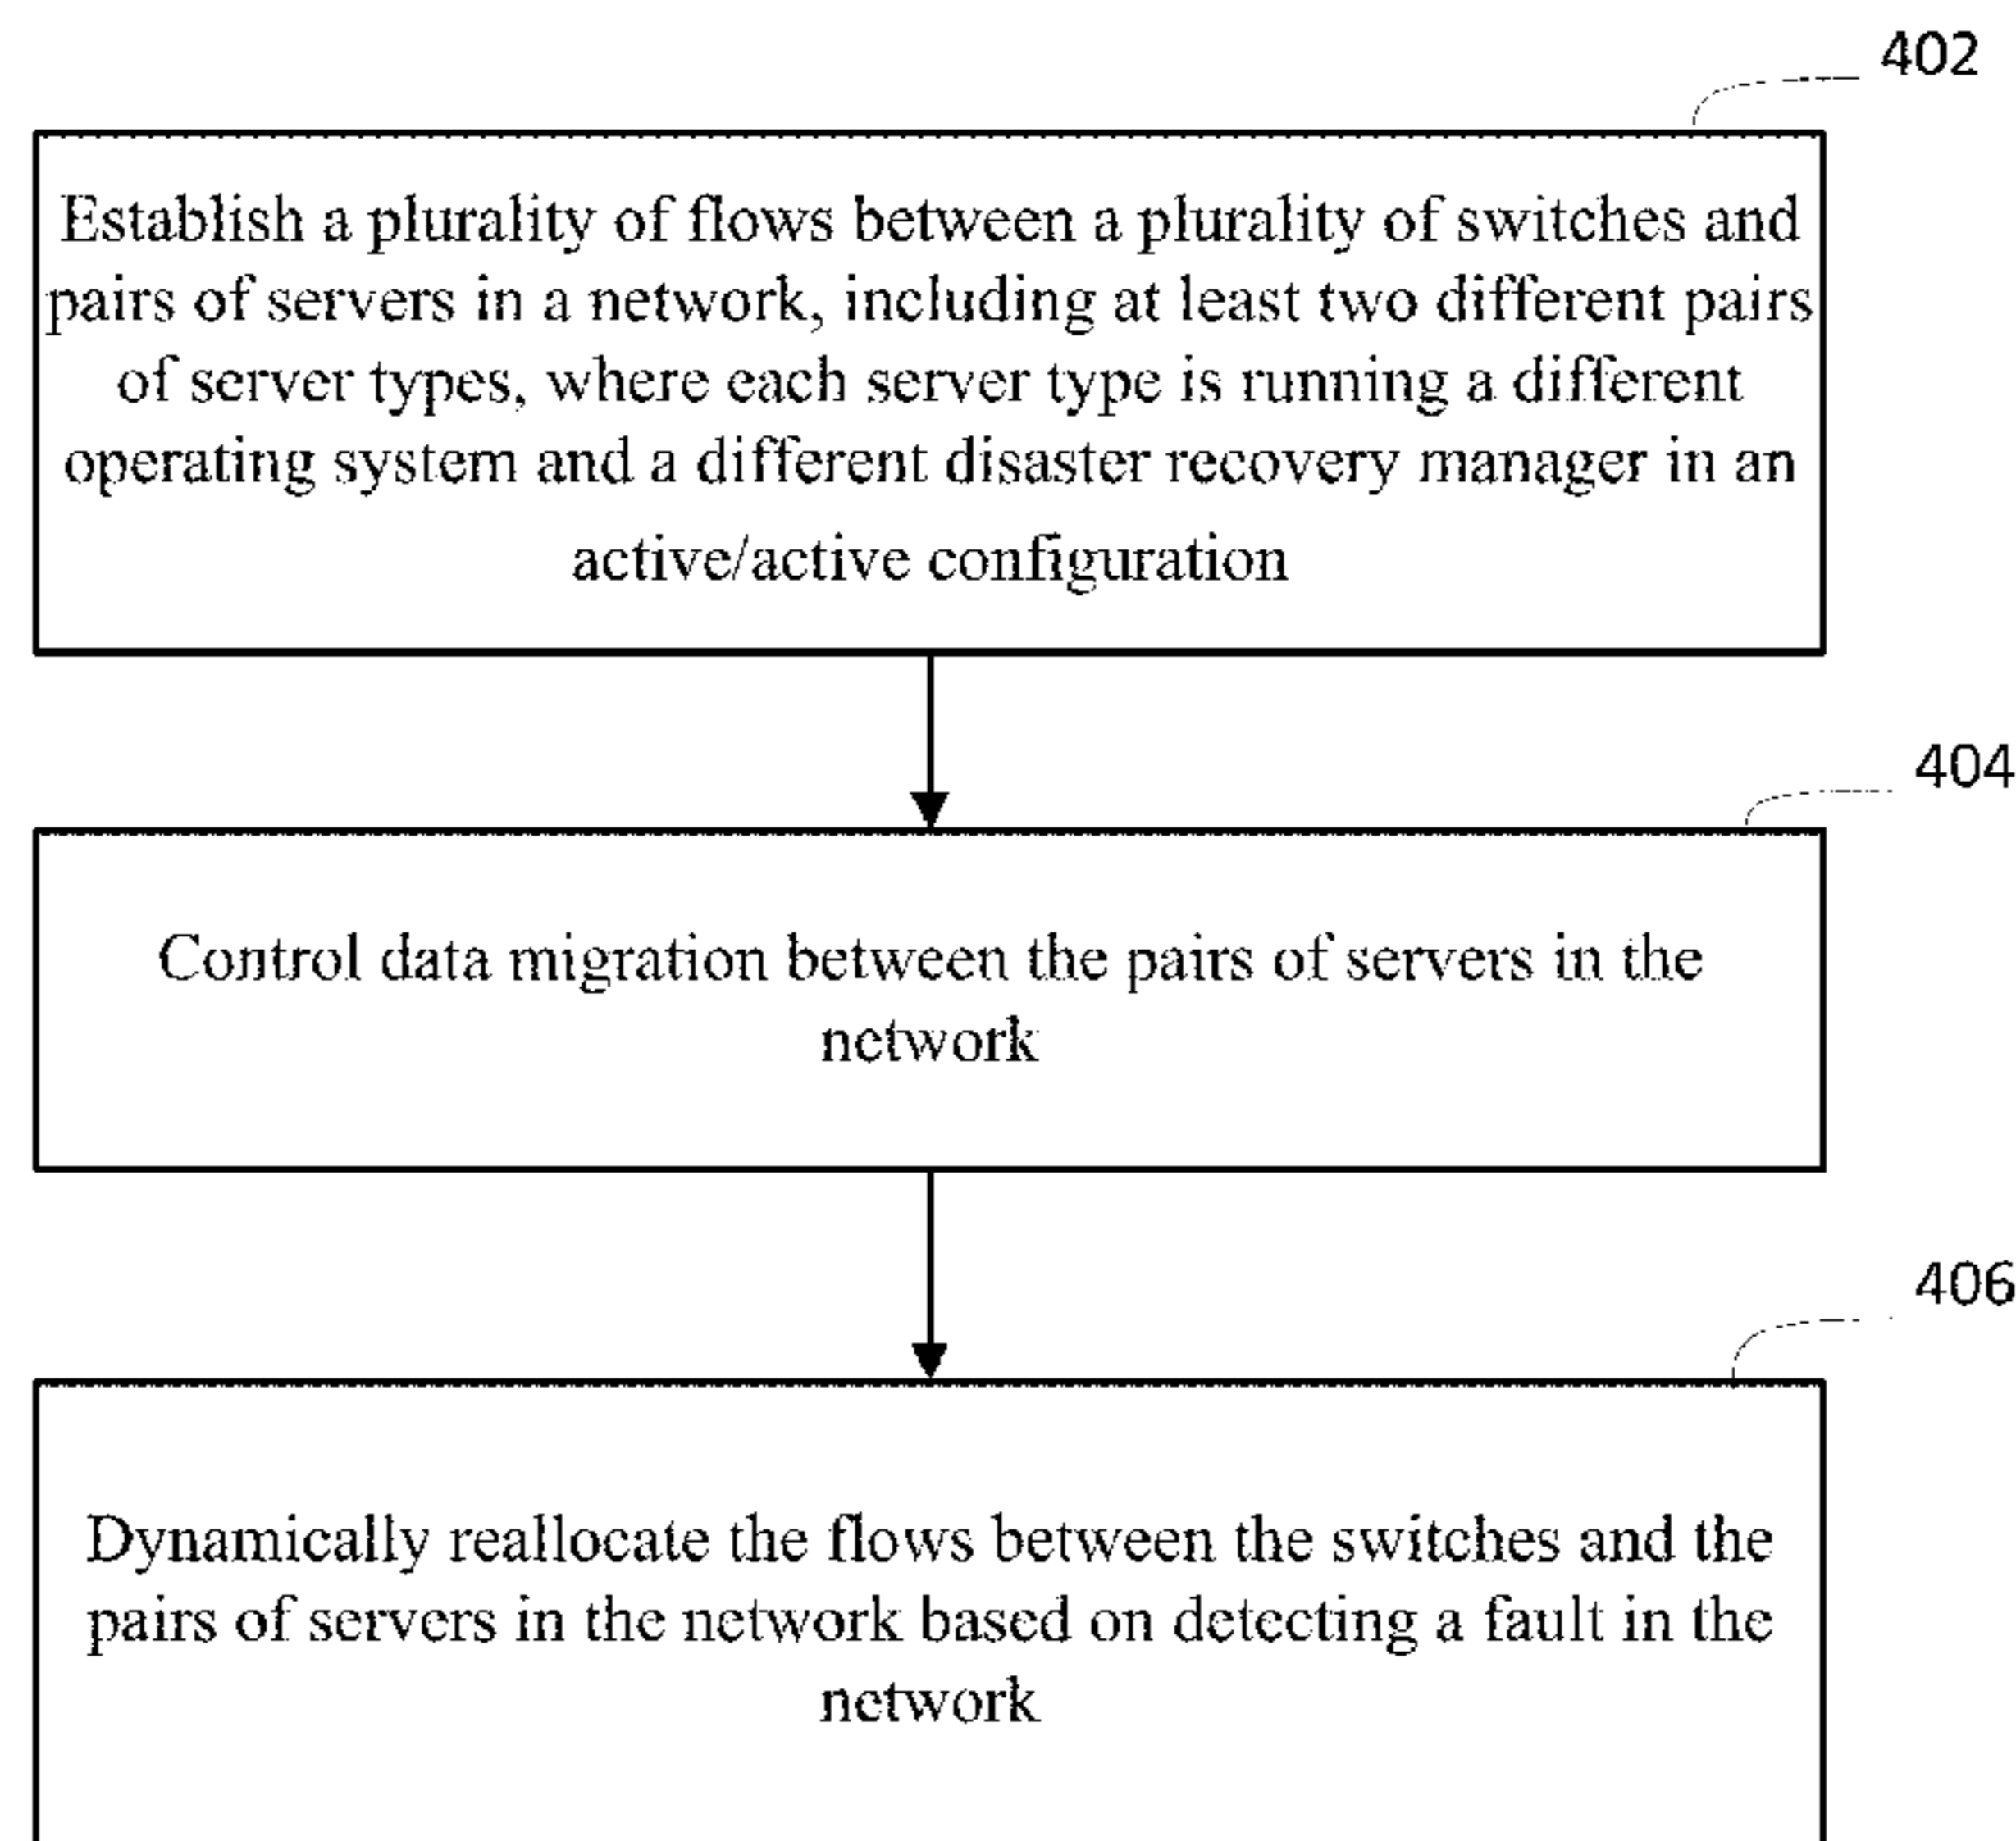 402
Establish a plurality of flows between a plurality of switches and
pairs of servers in a network, including at least two different pairs
of server types, where each server type is running a different
operating system and a different disaster recovery manager in an
active/active configuration
404
Control data migration between the pairs of servers in the
network
406
Dynamically reallocate the flows between the switches and the
pairs of servers in the network based on detecting a fault in the
network